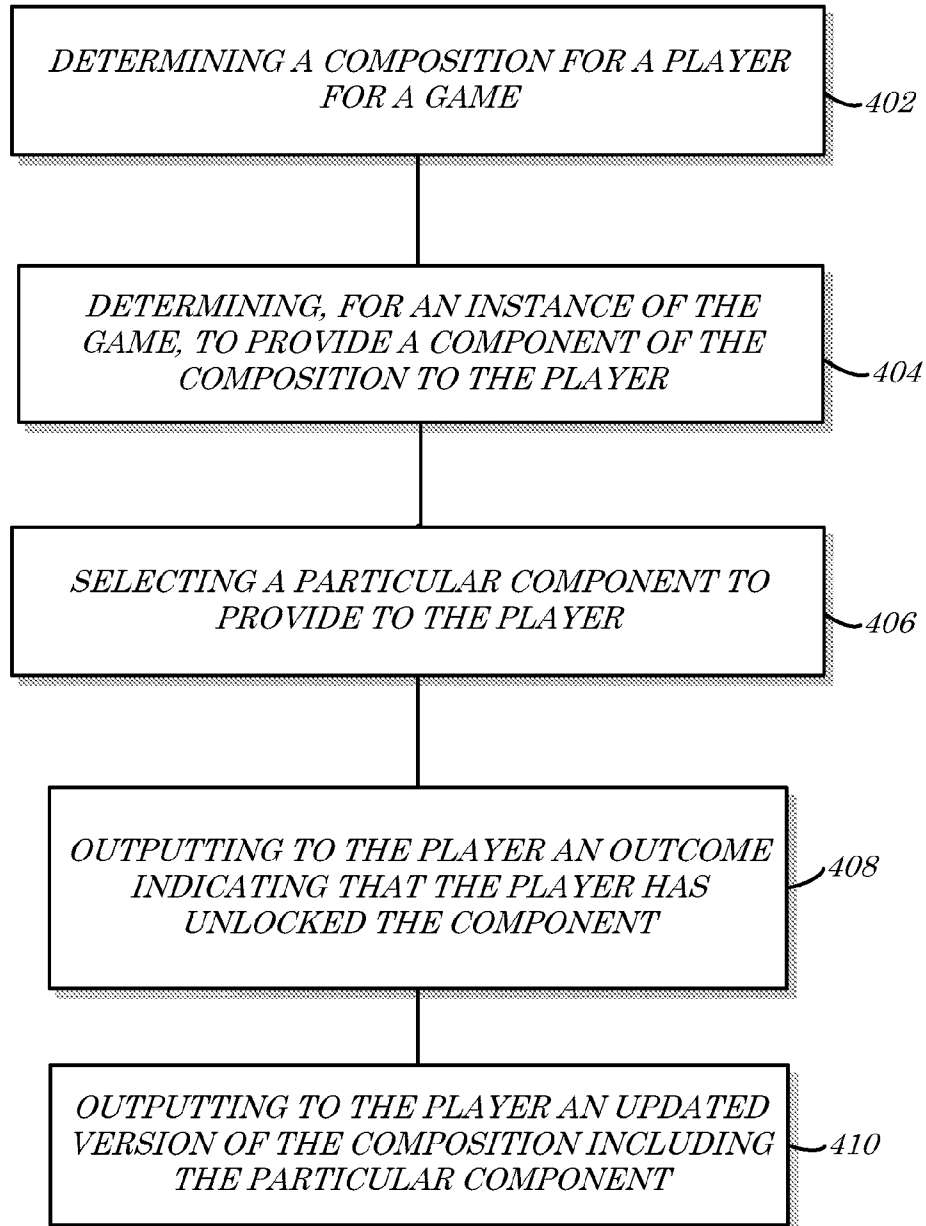 DETERMINING A COMPOSITION FOR A PLAYER
FOR A GAME
402
DETERMINING, FOR AN INSTANCE OF THE
GAME, TO PROVIDE A COMPONENT OF THE
COMPOSITION TO THE PLAYER
404
SELECTING A PARTICULAR COMPONENT TO
PROVIDE TO THE PLAYER
406
OUTPUTTING TO THE PLAYER AN OUTCOME
INDICATING THAT THE PLAYER HAS
UNLOCKED THE COMPONENT
408
OUTPUTTING TO THE PLAYER AN UPDATED
VERSION OF THE COMPOSITION INCLUDING
THE PARTICULAR COMPONENT
410